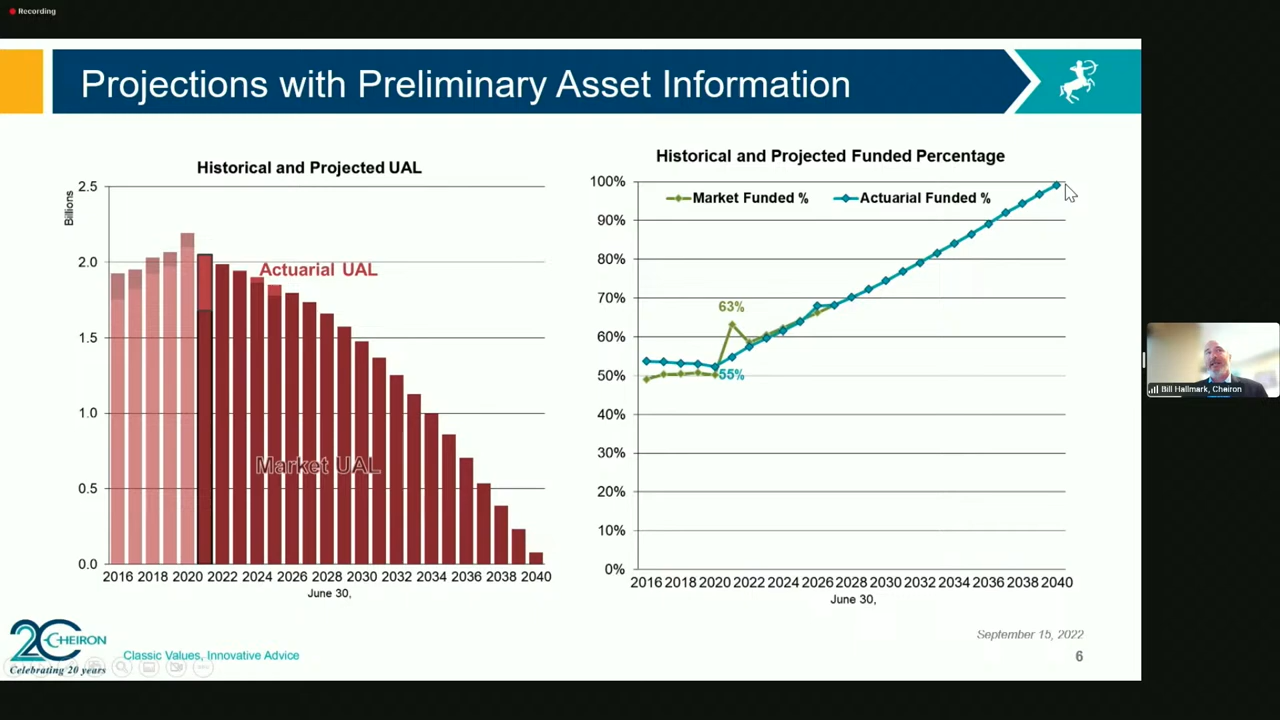 Recording
Projections with Preliminary Asset Information
Historical and Projected UAL
Billions
2.5
2.0
1.5
1.0
0.5
0.0
Actuarial UAL
Market UAL
2016 2018 2020 2022 2024 2026 2028 2030 2032 2034 2036 2038 2040
June 30,
Historical and Projected Funded Percentage
100%
90%
80%
70%
60%
50%
40%
30%
20%
10%
0%
Market Funded %
Actuarial Funded %
63%
55%
2016 2018 2020 2022 2024 2026 2028 2030 2032 2034 2036 2038 2040
June 30,
Bill Hallmark, Cheiron
September 15, 2022
6
2C CHEIRON
Celebrating 20 years
Classic Values, Innovative Advice